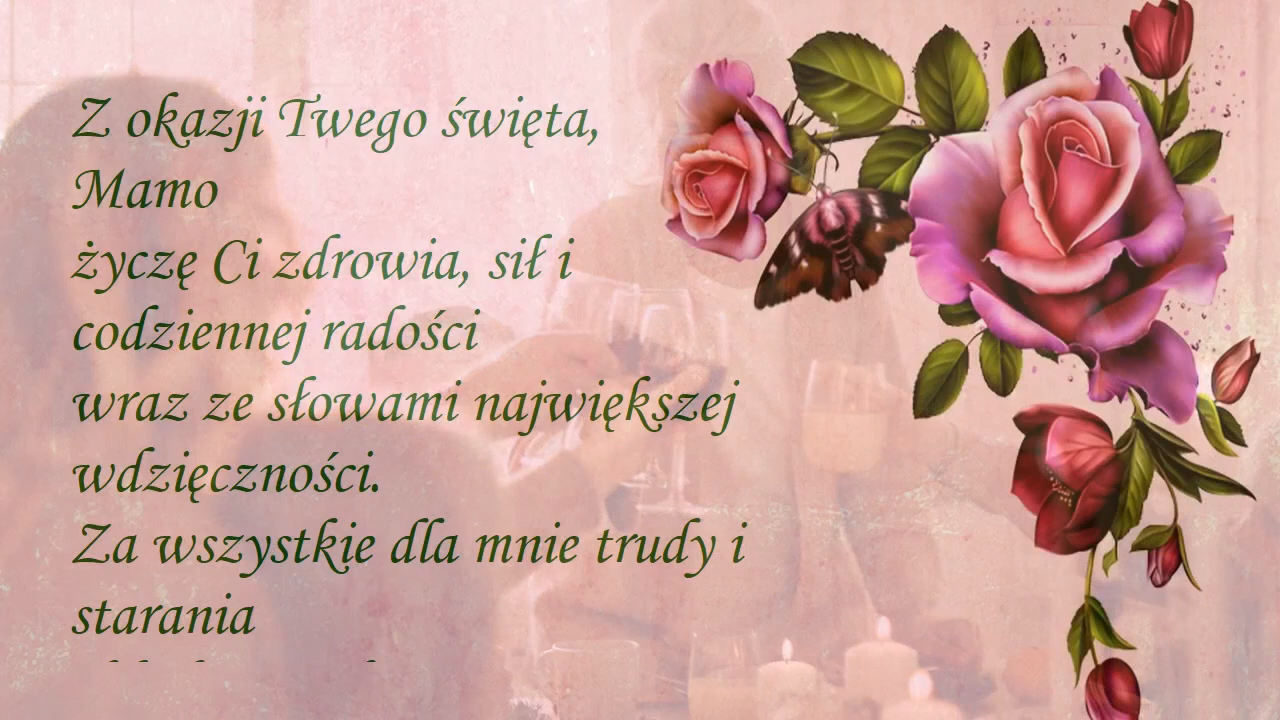 Z okazji Twego święta,
Mamo
życzę Ci zdrowia, sił i
codziennej radości
wraz ze słowami największej
wdzięczności.
Za wszystkie dla mnie trudy i
starania